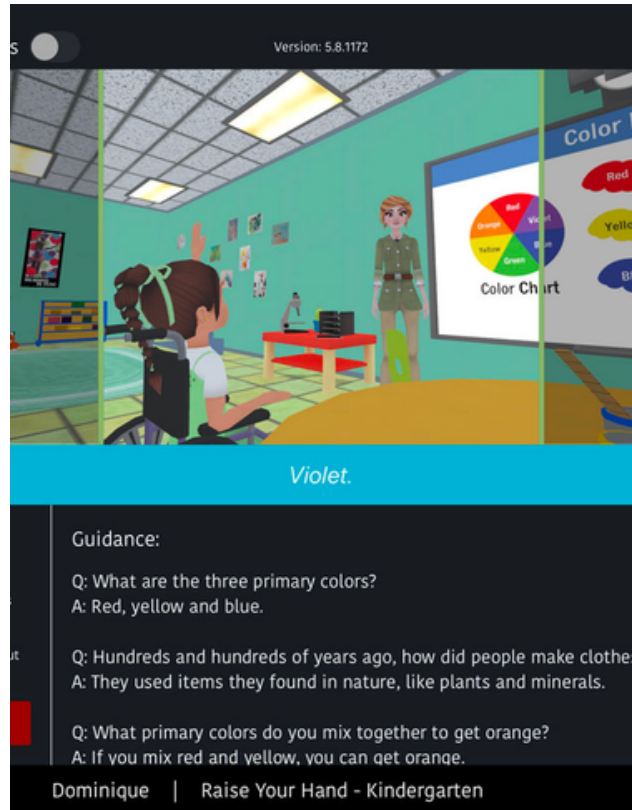 s
Version: 5.8.1172
Color
Red
Violet
Blue
Green
Yellow
Orange
Color Chart
Red
Yello
Bl
Violet.
Guidance:
Q: What are the three primary colors?
A: Red, yellow and blue.
Q: Hundreds and hundreds of years ago, how did people make clothe
A: They used items they found in nature, like plants and minerals.
Q: What primary colors do you mix together to get orange?
A: If you mix red and yellow, you can get orange.
ut
Dominique | Raise Your Hand - Kindergarten